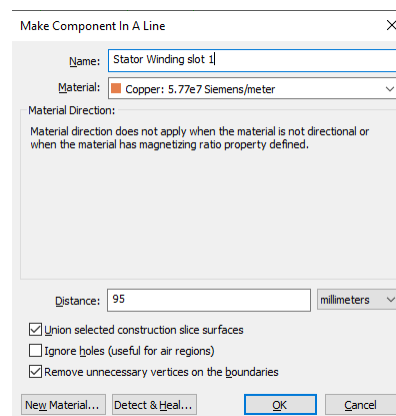 Make Component In A Line
Name: Stator Winding slot 1
Material: Copper: 5.77e7 Siemens/meter
Material Direction:
Material direction does not apply when the material is not directional or
when the material has magnetizing ratio property defined.
Distance: 95 millimeters
Union selected construction slice surfaces
Ignore holes (useful for air regions)
Remove unnecessary vertices on the boundaries
New Material... Detect & Heal... OK Cancel